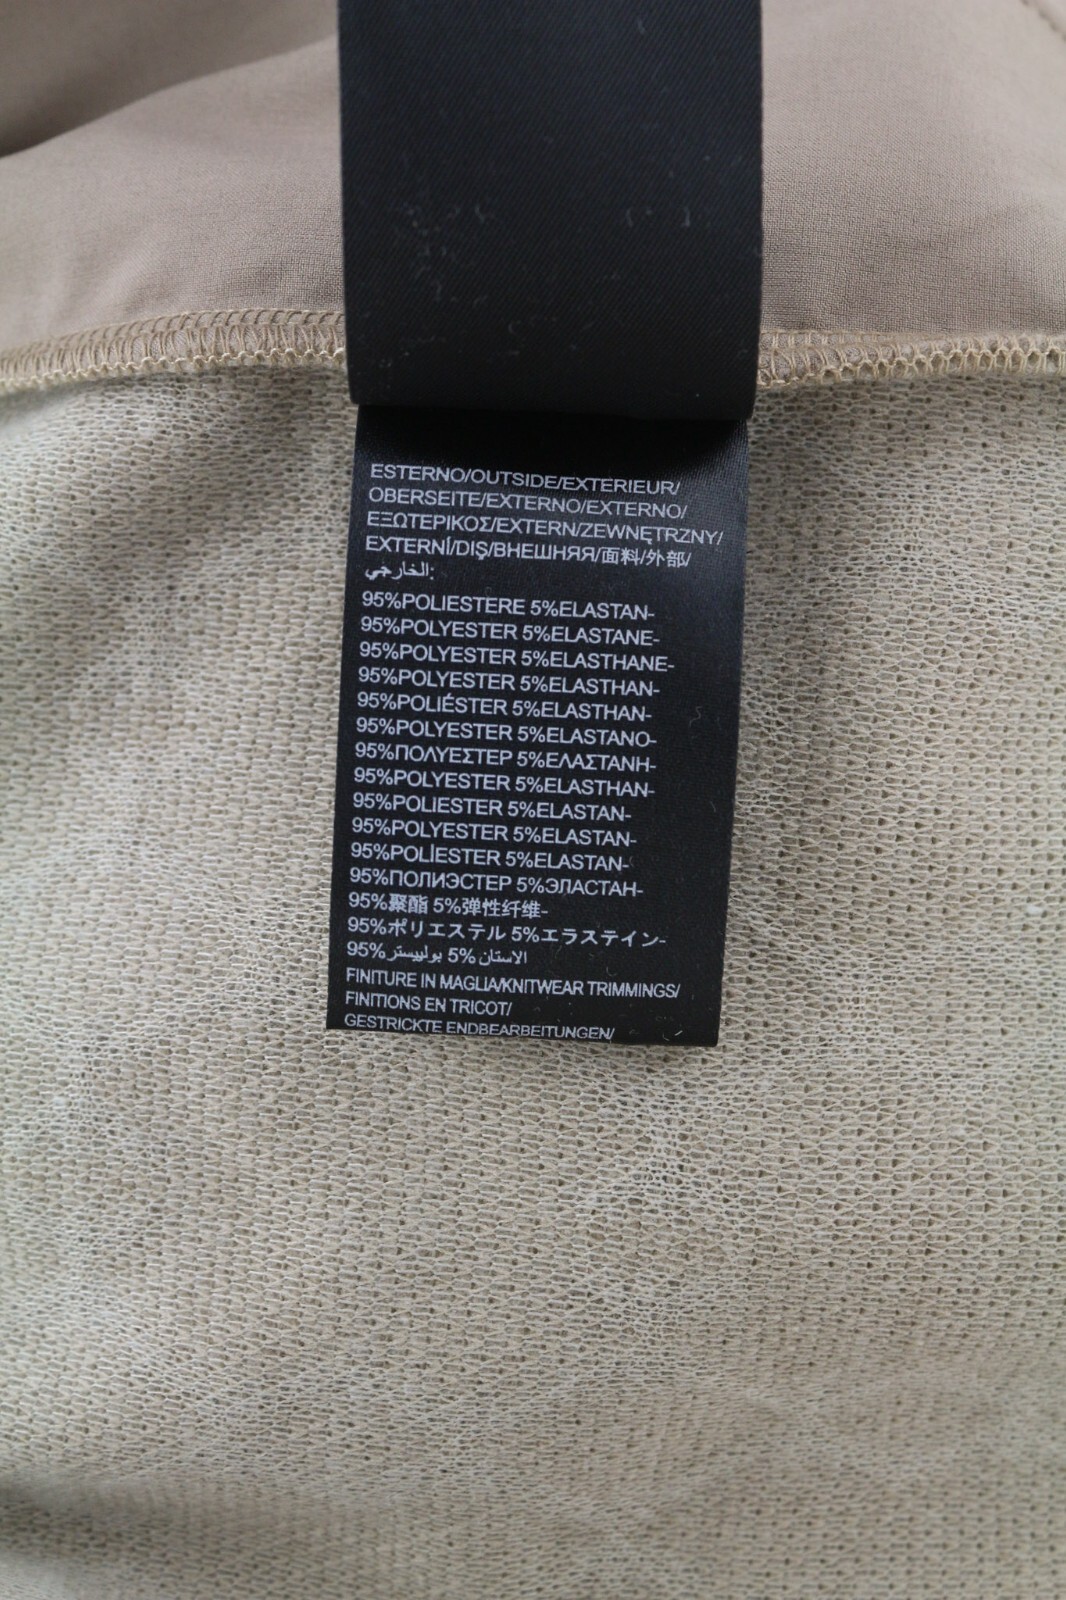 ESTERNO/OUTSIDE/EXTÉRIEUR/
OBERSEITE/EXTERNO/EXTERNO/
ΕΞΩΤΕΡΙΚΟΣ/EXTERN/ZEWNĘTRZNY/
EXTERNÍ/DIŞ/ВНЕШНЯЯ/面料/外部/
الخارجي:
95%POLIESTERE 5%ELASTAN-
95%POLYESTER 5%ELASTANE-
95%POLYESTER 5%ELASTHANE-
95%POLYESTER 5%ELASTHAN-
95%POLIÉSTER 5%ELASTHAN-
95%POLYESTER 5%ELASTANO-
95%ΠΟΛΥΕΣΤΕΡ 5%ΕΛΑΣΤΑΝΗ-
95%POLYESTER 5%ELASTHAN-
95%POLIESTER 5%ELASTAN-
95%POLYESTER 5%ELASTAN-
95%POLİESTER 5%ELASTAN-
95%ПОЛИЭСТЕР 5%ЭЛАСТАН-
95%聚酯 5%弹性纤维-
95%ポリエステル 5%エラステイン-
95%بولييستر 5%الاستان
FINITURE IN MAGLIA/KNITWEAR TRIMMINGS/
FINITIONS EN TRICOT/
GESTRICKTE ENDBEARBEITUNGEN/